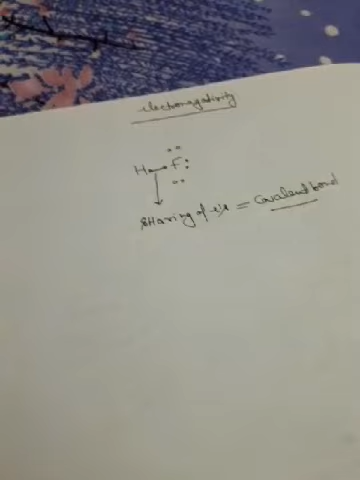 electronegativity
H—F:
SHaring of e/s = Covalent bond